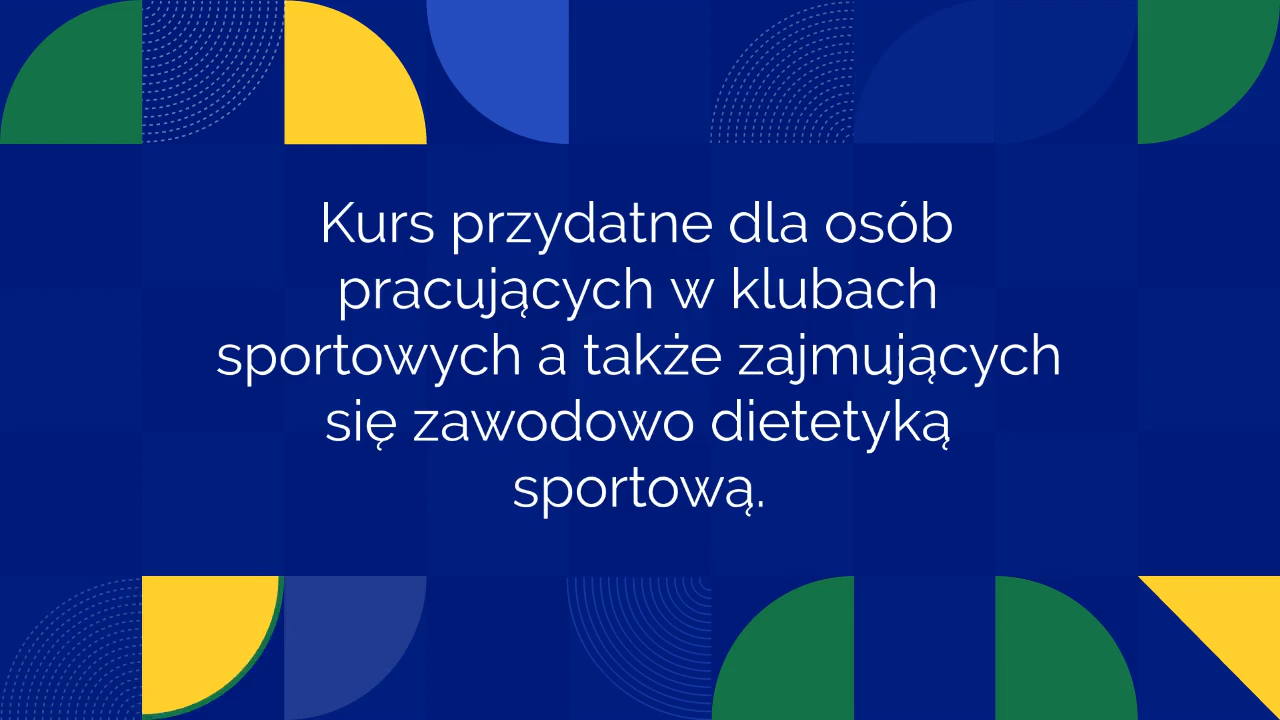 Kurs przydatne dla osób
pracujących w klubach
sportowych a także zajmujących
się zawodowo dietetyką
sportową.